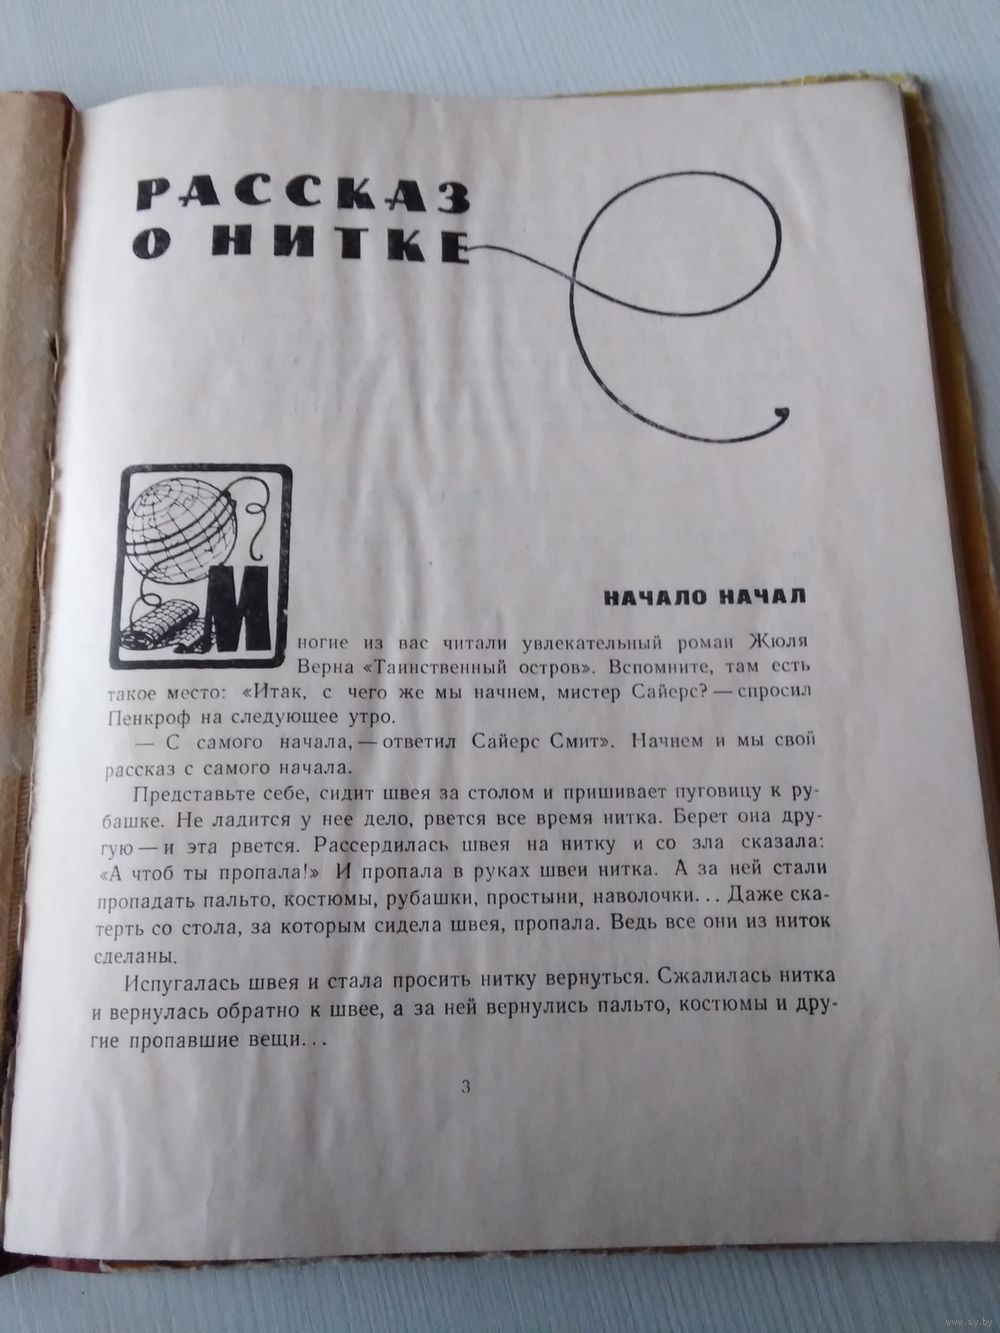 РАССКАЗ
О НИТКЕ
НАЧАЛО НАЧАЛ
Многие из вас читали увлекательный роман Жюля
Верна «Таинственный остров». Вспомните, там есть
такое место: «Итак, с чего же мы начнем, мистер Сайерс? — спросил
Пенкроф на следующее утро.
— С самого начала, — ответил Сайерс Смит». Начнем и мы свой
рассказ с самого начала.
Представьте себе, сидит швея за столом и пришивает пуговицу к ру-
башке. Не ладится у нее дело, рвется все время нитка. Берет она дру-
гую — и эта рвется. Рассердилась швея на нитку и со зла сказала:
«А чтоб ты пропала!» И пропала в руках швеи нитка. А за ней стали
пропадать пальто, костюмы, рубашки, простыни, наволочки... Даже ска-
терть со стола, за которым сидела швея, пропала. Ведь все они из ниток
сделаны.
Испугалась швея и стала просить нитку вернуться. Сжалилась нитка
и вернулась обратно к швее, а за ней вернулись пальто, костюмы и дру-
гие пропавшие вещи...
3
www.ay.by